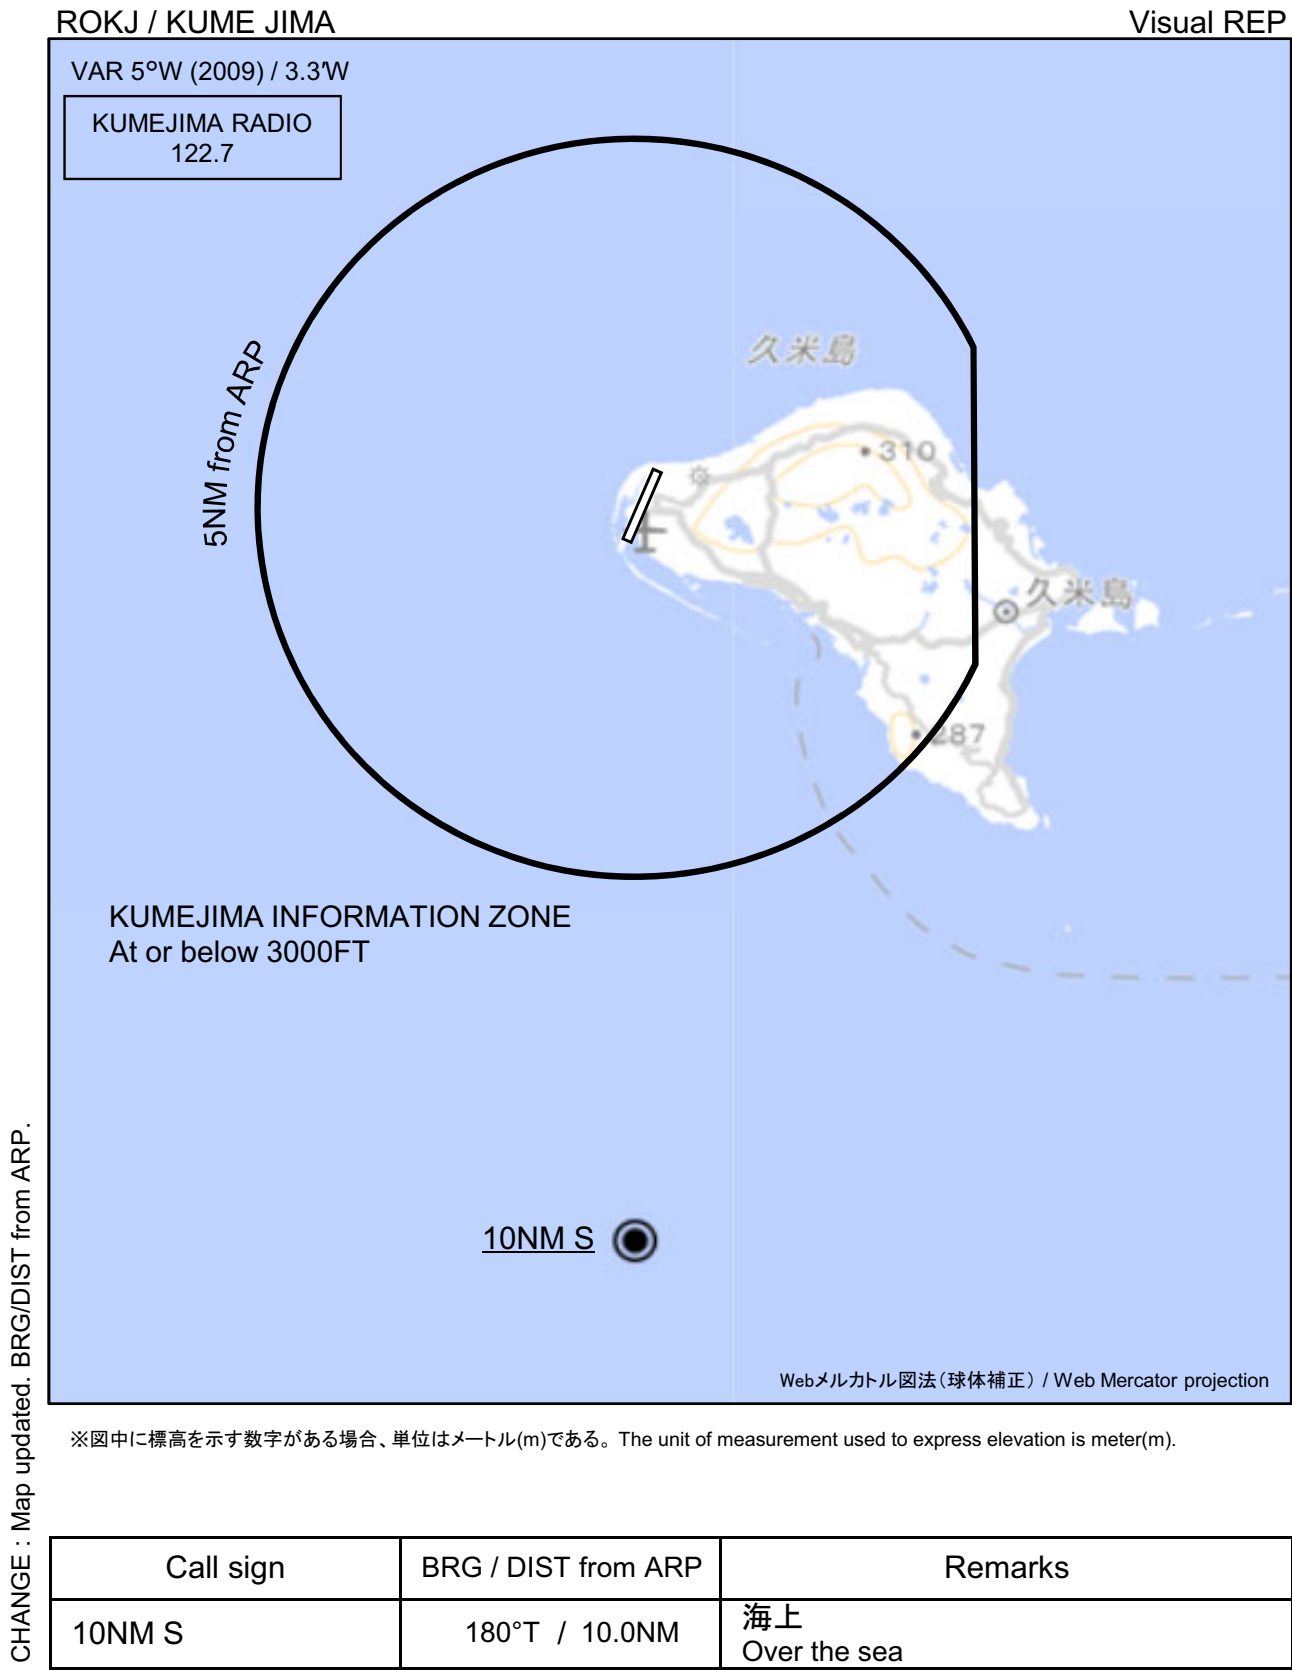 ROKJ / KUME JIMA
Visual REP
VAR 5°W (2009) / 3.3'W
KUMEJIMA RADIO
122.7
5NM from ARP
久米島
310
久米島
287
KUMEJIMA INFORMATION ZONE
At or below 3000FT
10NM S
Webメルカトル図法(球体補正) / Web Mercator projection
※図中に標高を示す数字がある場合、単位はメートル(m)である。 The unit of measurement used to express elevation is meter(m).
CHANGE : Map updated. BRG/DIST from ARP.
Call sign
BRG / DIST from ARP
Remarks
10NM S
180°T / 10.0NM
海上
Over the sea